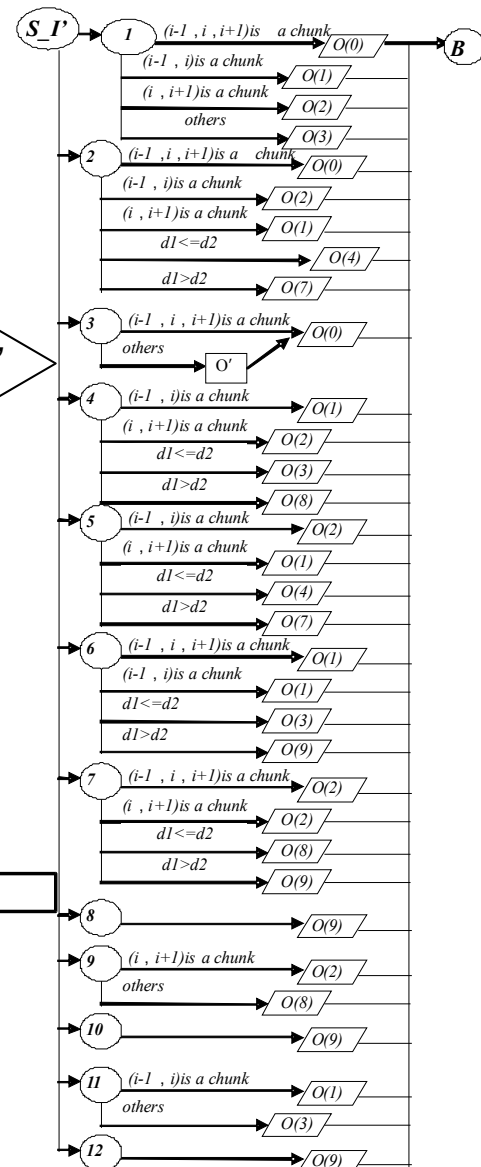 S_I' 1 (i-1 , i , i+1)is a chunk O(0) B
(i-1 , i)is a chunk O(1)
(i , i+1)is a chunk O(2)
others O(3)
2 (i-1 , i , i+1)is a chunk O(0)
(i-1 , i)is a chunk O(2)
(i , i+1)is a chunk O(1)
d1<=d2 O(4)
d1>d2 O(7)
3 (i-1 , i , i+1)is a chunk O(0)
others O'
4 (i-1 , i)is a chunk O(1)
(i , i+1)is a chunk O(2)
d1<=d2 O(3)
d1>d2 O(8)
5 (i-1 , i)is a chunk O(2)
(i , i+1)is a chunk O(1)
d1<=d2 O(4)
d1>d2 O(7)
6 (i-1 , i , i+1)is a chunk O(1)
(i-1 , i)is a chunk O(1)
d1<=d2 O(3)
d1>d2 O(9)
7 (i-1 , i , i+1)is a chunk O(2)
(i , i+1)is a chunk O(2)
d1<=d2 O(8)
d1>d2 O(9)
8 O(9)
9 (i , i+1)is a chunk O(2)
others O(8)
10 O(9)
11 (i-1 , i)is a chunk O(1)
others O(3)
12 O(9)